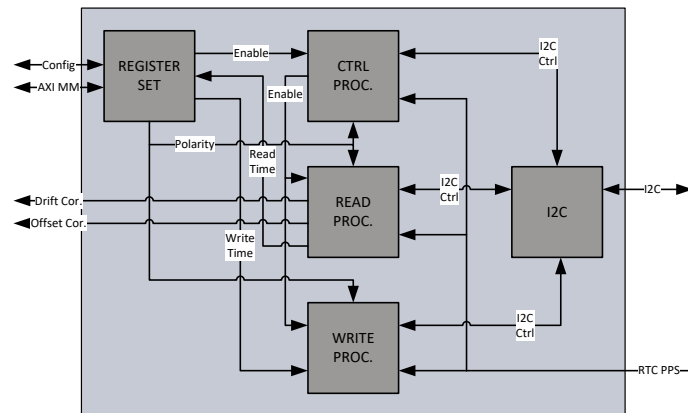 Config
AXI MM
REGISTER
SET
Enable
CTRL
PROC.
I2C
Ctrl
Enable
Polarity
Read
Time
Drift Cor.
Offset Cor.
READ
PROC.
I2C
Ctrl
I2C
I2C
Write
Time
WRITE
PROC.
I2C
Ctrl
RTC PPS